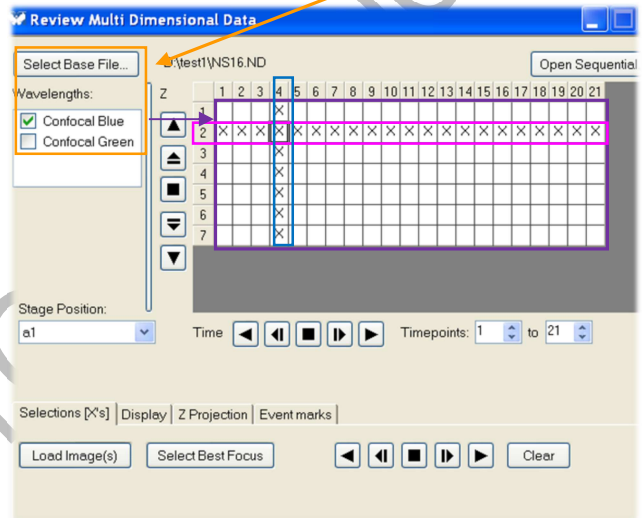 Review Multi Dimensional Data
Select Base File... D:\test1\NS16.ND Open Sequential
Wavelengths: Z 1 2 3 4 5 6 7 8 9 10 11 12 13 14 15 16 17 18 19 20 21
1 X
Confocal Blue
2 X X X X X X X X X X X X X X X X X X X X
Confocal Green
3 X
4 X
5 X
6 X
7 X
Stage Position:
a1 Time Timepoints: 1 to 21
Selections [X's] Display Z Projection Event marks
Load Image(s) Select Best Focus Clear